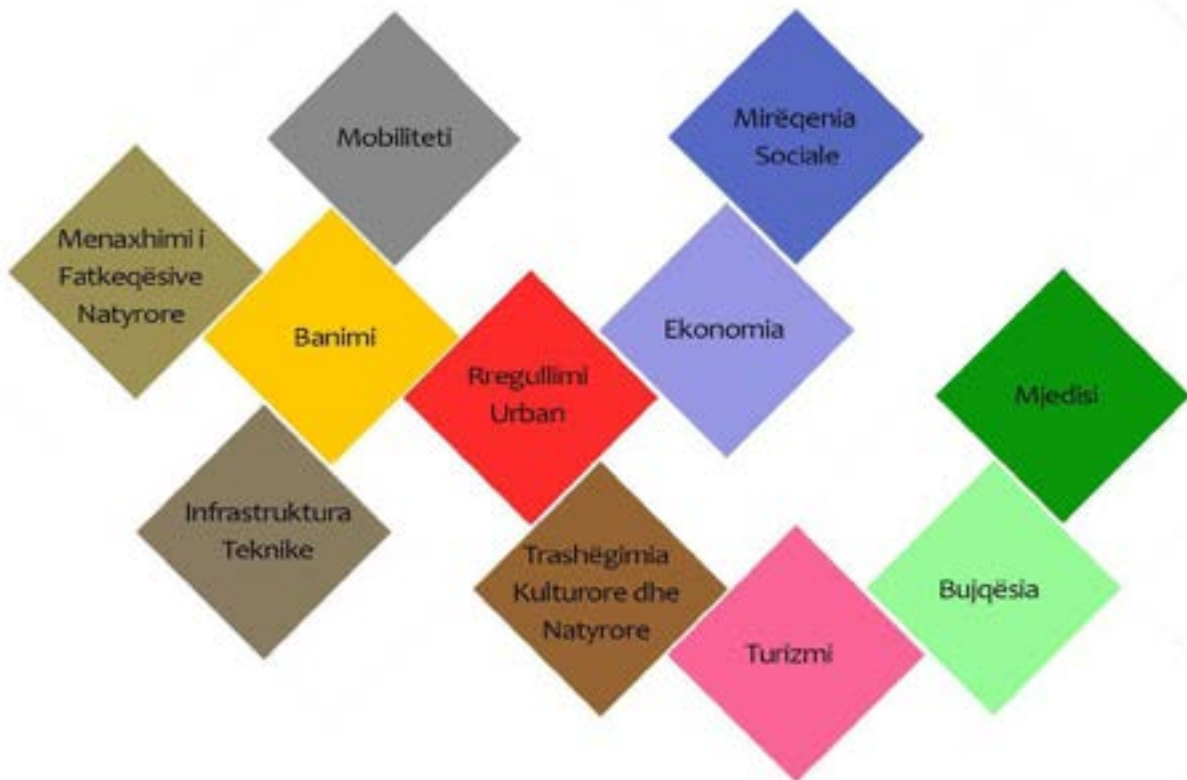 Mobiliteti
Mirëqenia
Sociale
Menaxhimi i
Fatkeqësive
Natyrore
Banimi
Ekonomia
Rregullimi
Urban
Mjedisi
Infrastruktura
Teknike
Trashëgimia
Kulturore dhe
Natyrore
Bujqësia
Turizmi